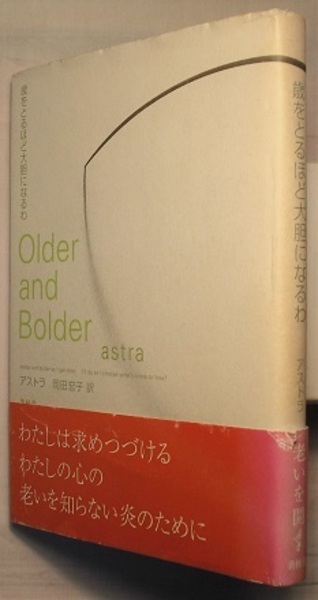 歳をとるほど大胆になるわ
Older
and
Bolder
astra
アストラ 岡田宏子 訳
わたしは求めつづける
わたしの心の
老いを知らない炎のために
歳をとるほど大胆になるわ
アストラ
老いを